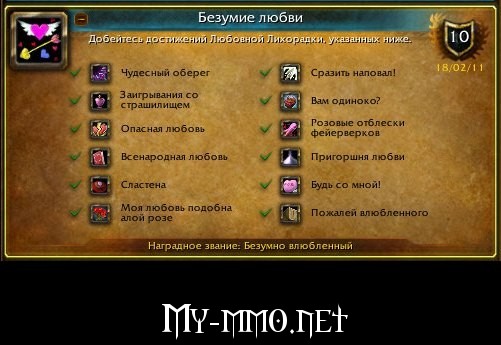 Безумие любви
Добейтесь достижений Любовной Лихорадки, указанных ниже.
10
18/02/11
Чудесный оберег
Сразить наповал!
Заигрывания со
страшилищем
Вам одиноко?
Опасная любовь
Розовые отблески
фейерверков
Всенародная любовь
Пригоршня любви
Сластена
Будь со мной!
Моя любовь подобна
алой розе
Пожалей влюбленного
Наградное звание: Безумно влюбленный
My-mmo.net